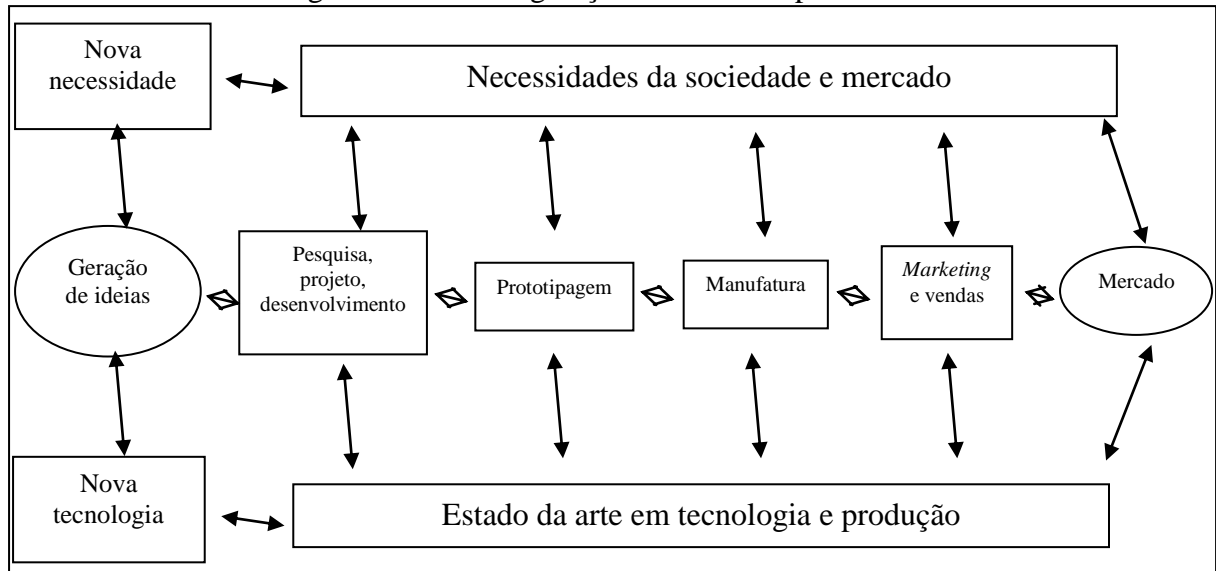 Nova
necessidade
Necessidades da sociedade e mercado
Geração
de ideias
Pesquisa,
projeto,
desenvolvimento
Prototipagem
Manufatura
Marketing
e vendas
Mercado
Nova
tecnologia
Estado da arte em tecnologia e produção